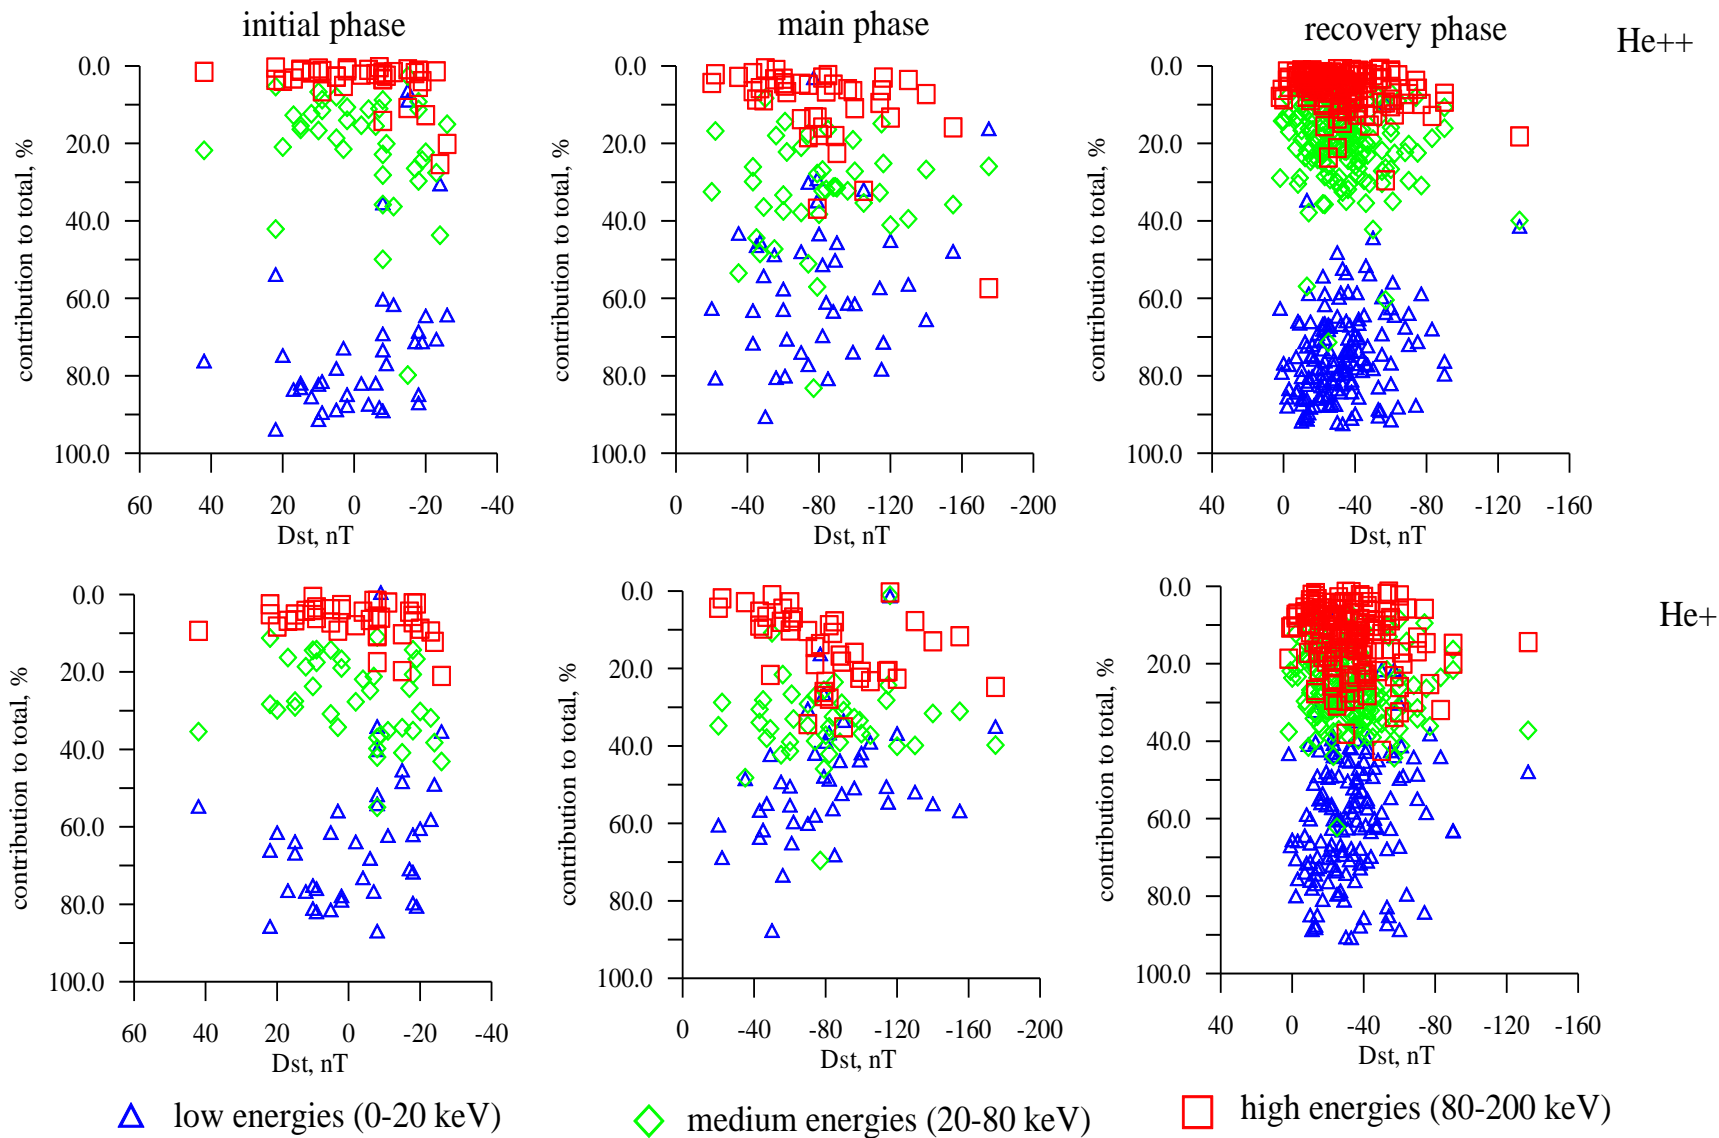 initial phase
main phase
recovery phase
He++
contribution to total, %
0.0
20.0
40.0
60.0
80.0
100.0
60 40 20 0 -20 -40
Dst, nT
contribution to total, %
0.0
20.0
40.0
60.0
80.0
100.0
0 -40 -80 -120 -160 -200
Dst, nT
contribution to total, %
0.0
20.0
40.0
60.0
80.0
100.0
40 0 -40 -80 -120 -160
Dst, nT
He+
contribution to total, %
0.0
20.0
40.0
60.0
80.0
100.0
60 40 20 0 -20 -40
Dst, nT
contribution to total, %
0.0
20.0
40.0
60.0
80.0
100.0
0 -40 -80 -120 -160 -200
Dst, nT
contribution to total, %
0.0
20.0
40.0
60.0
80.0
100.0
40 0 -40 -80 -120 -160
Dst, nT
low energies (0-20 keV)
medium energies (20-80 keV)
high energies (80-200 keV)